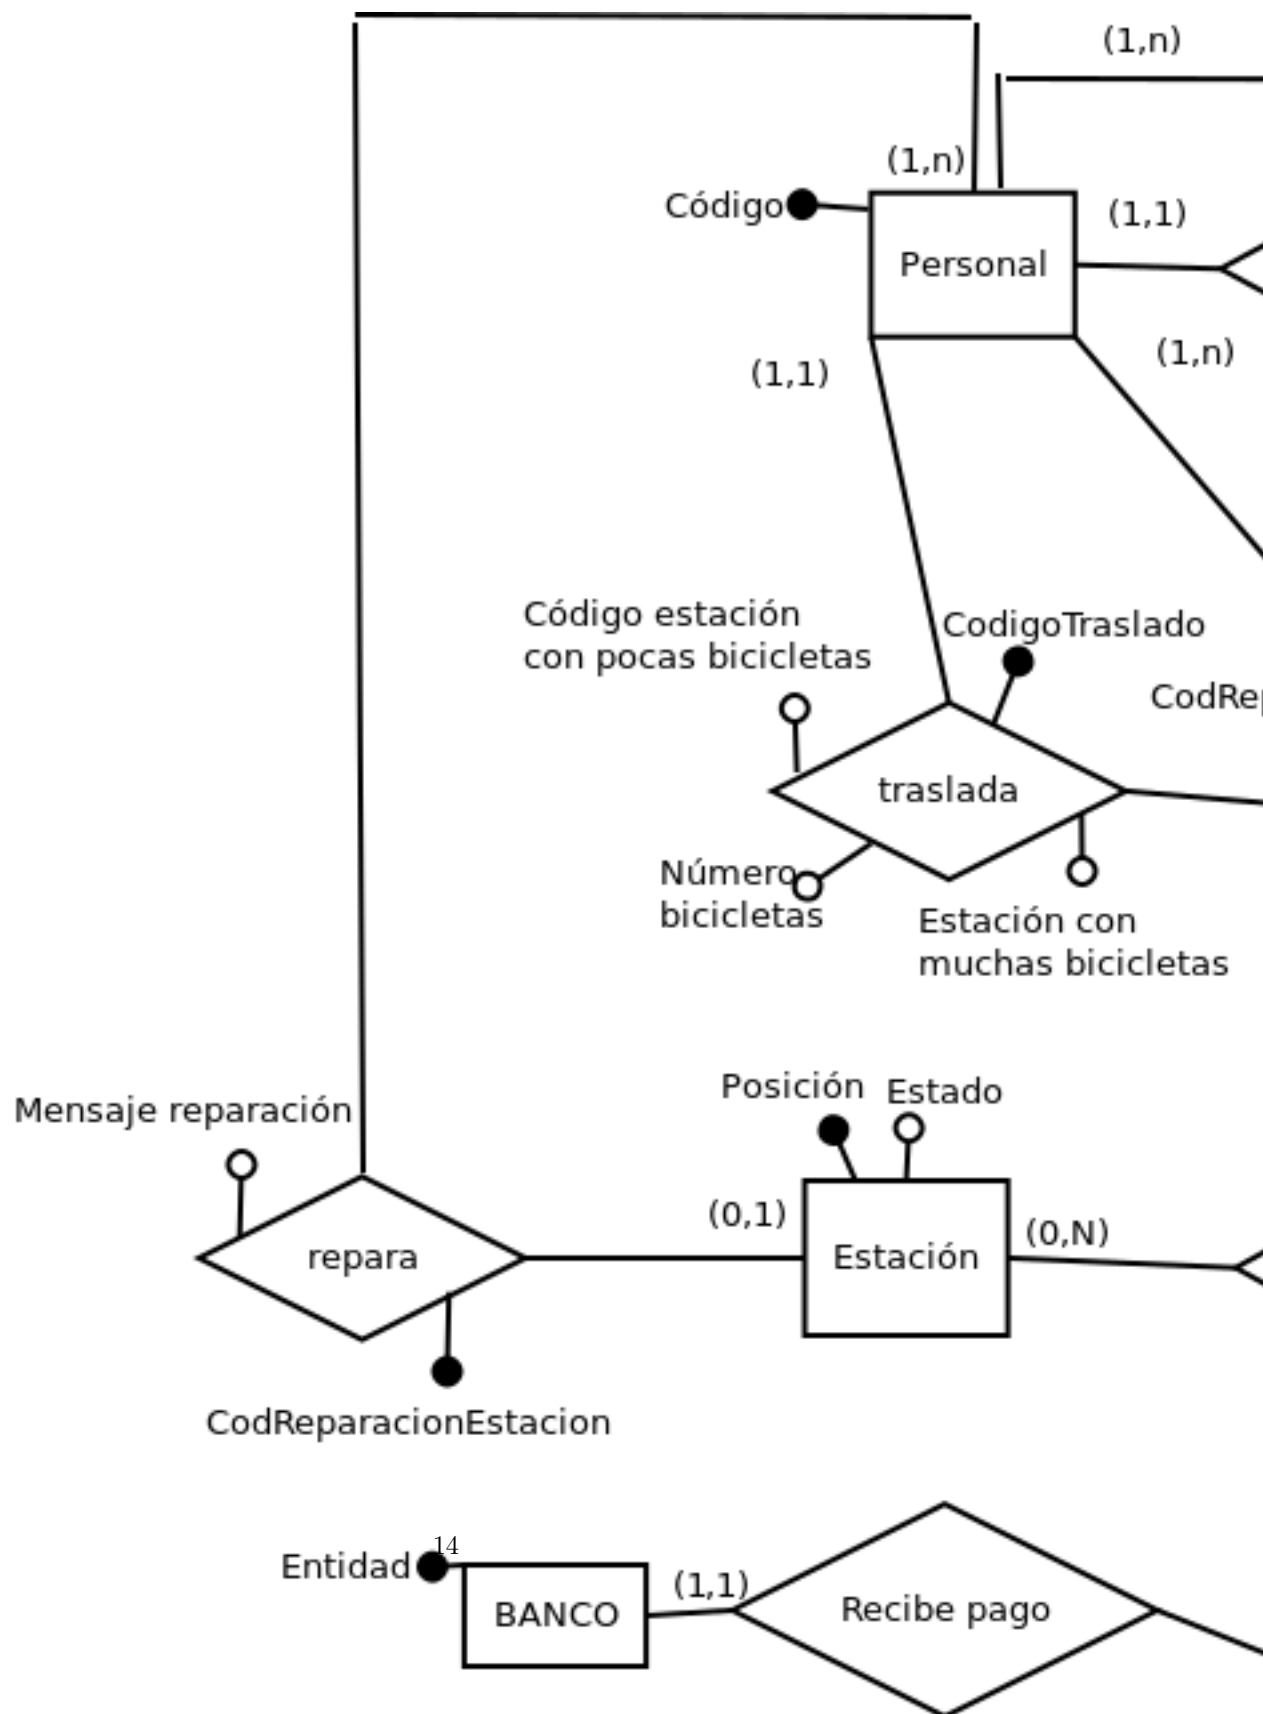 (1,n)
(1,n)
Código
(1,1)
Personal
(1,1)
(1,n)
Código estación
con pocas bicicletas
CodigoTraslado
CodRep
traslada
Número
bicicletas
Estación con
muchas bicicletas
Posición
Estado
Mensaje reparación
(0,1)
(0,N)
repara
Estación
CodReparacionEstacion
14
Entidad
(1,1)
BANCO
Recibe pago